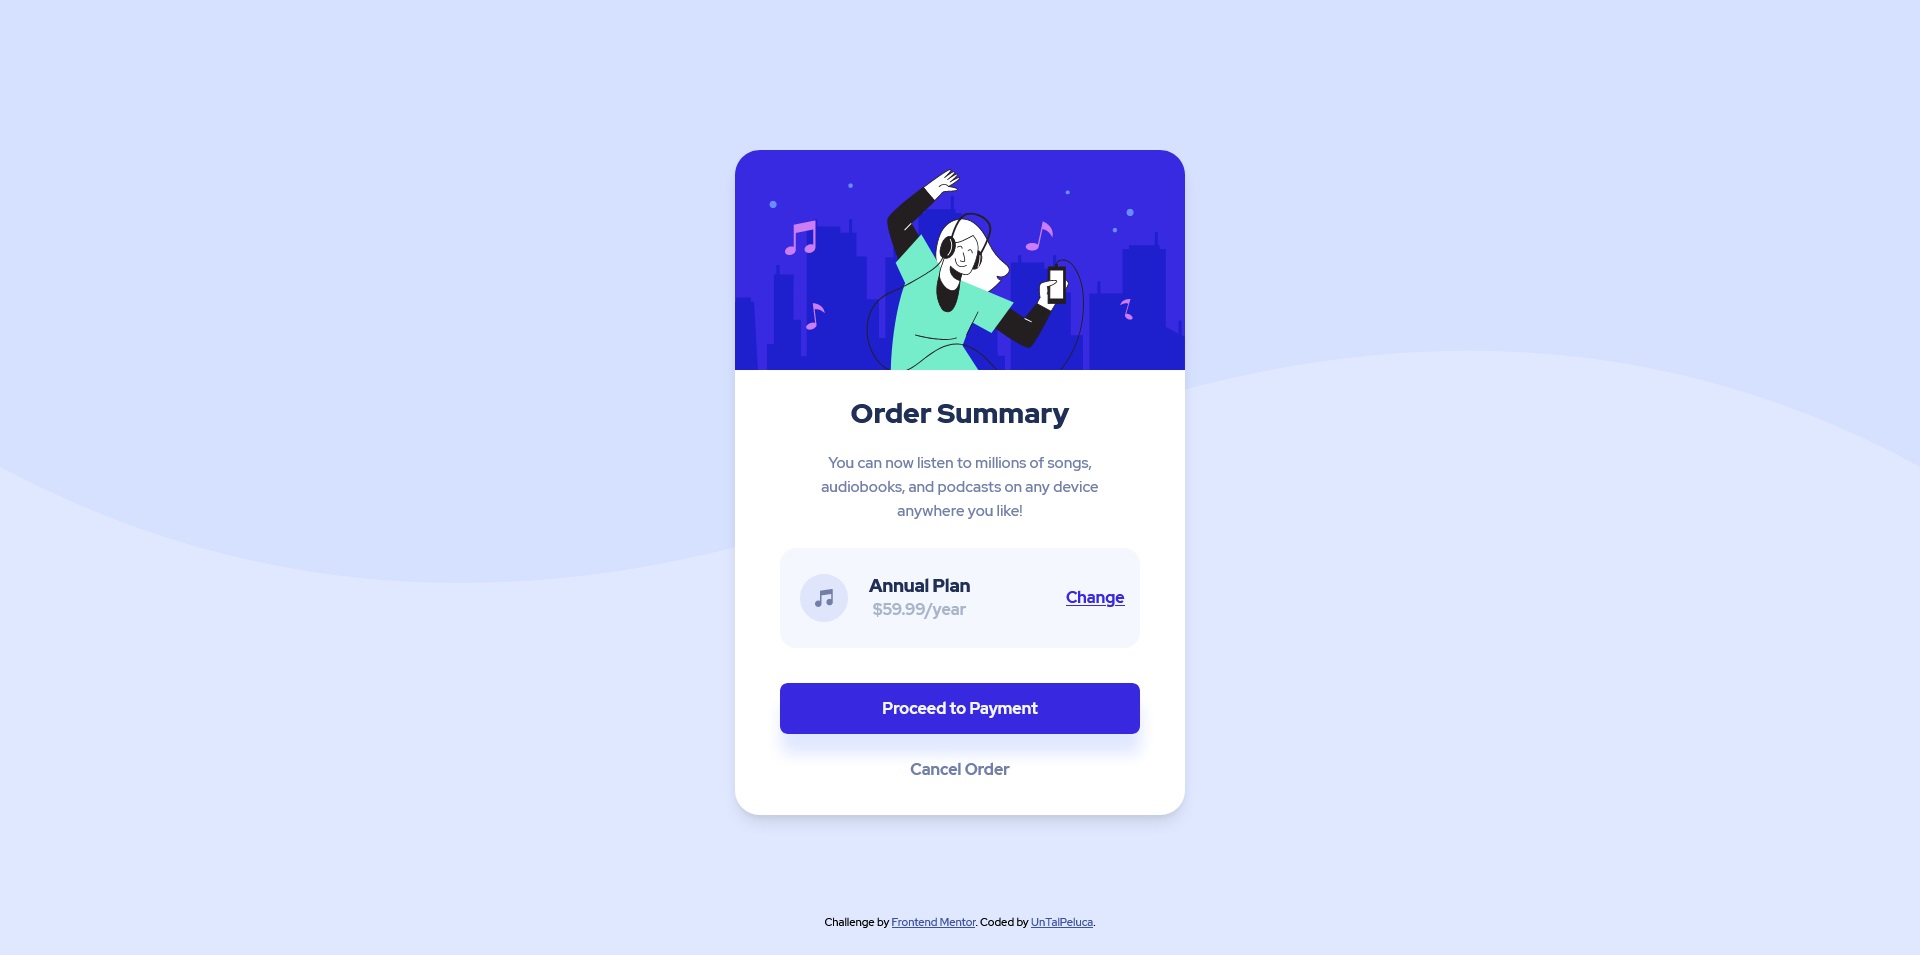 Order Summary
You can now listen to millions of songs,
audiobooks, and podcasts on any device
anywhere you like!
Annual Plan
$59.99/year
Change
Proceed to Payment
Cancel Order
Challenge by Frontend Mentor. Coded by UnTalPeluca.